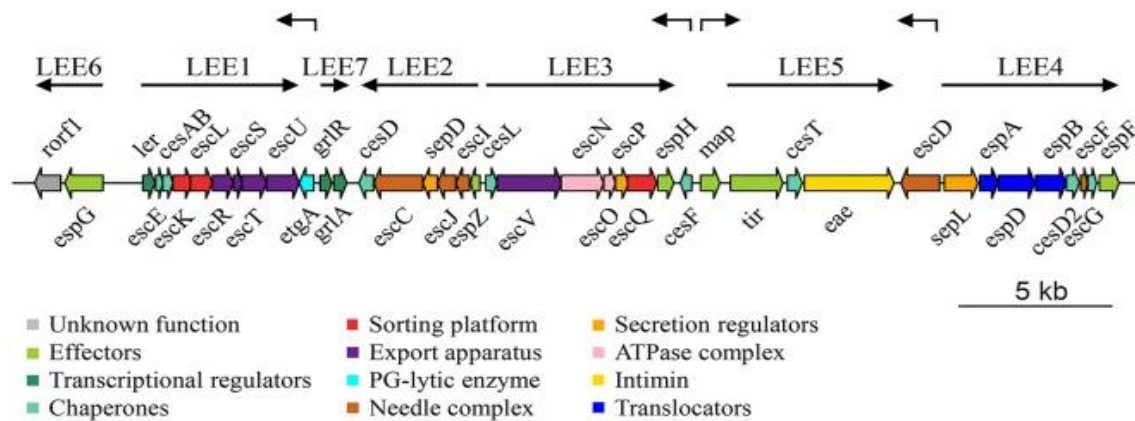 LEE6 LEE1 LEE7 LEE2 LEE3 LEE5 LEE4
rorf1 ler cesAB escL escS escU grlR cesD sepD escI cesL escN escP espH map cesT escD espA espB escF espF
espG escE escK escR escT etgA grlA escC escJ espZ escV escO escQ cesF tir eae sepL espD cesD2 escG
5 kb
Unknown function Sorting platform Secretion regulators
Effectors Export apparatus ATPase complex
Transcriptional regulators PG-lytic enzyme Intimin
Chaperones Needle complex Translocators